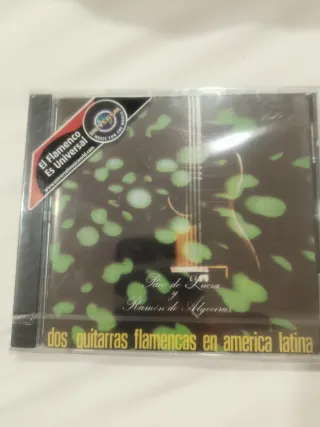 El Flamenco
Es Universal
Paco de Lucía
y
Ramón de Algeciras
dos guitarras flamencas en america latina